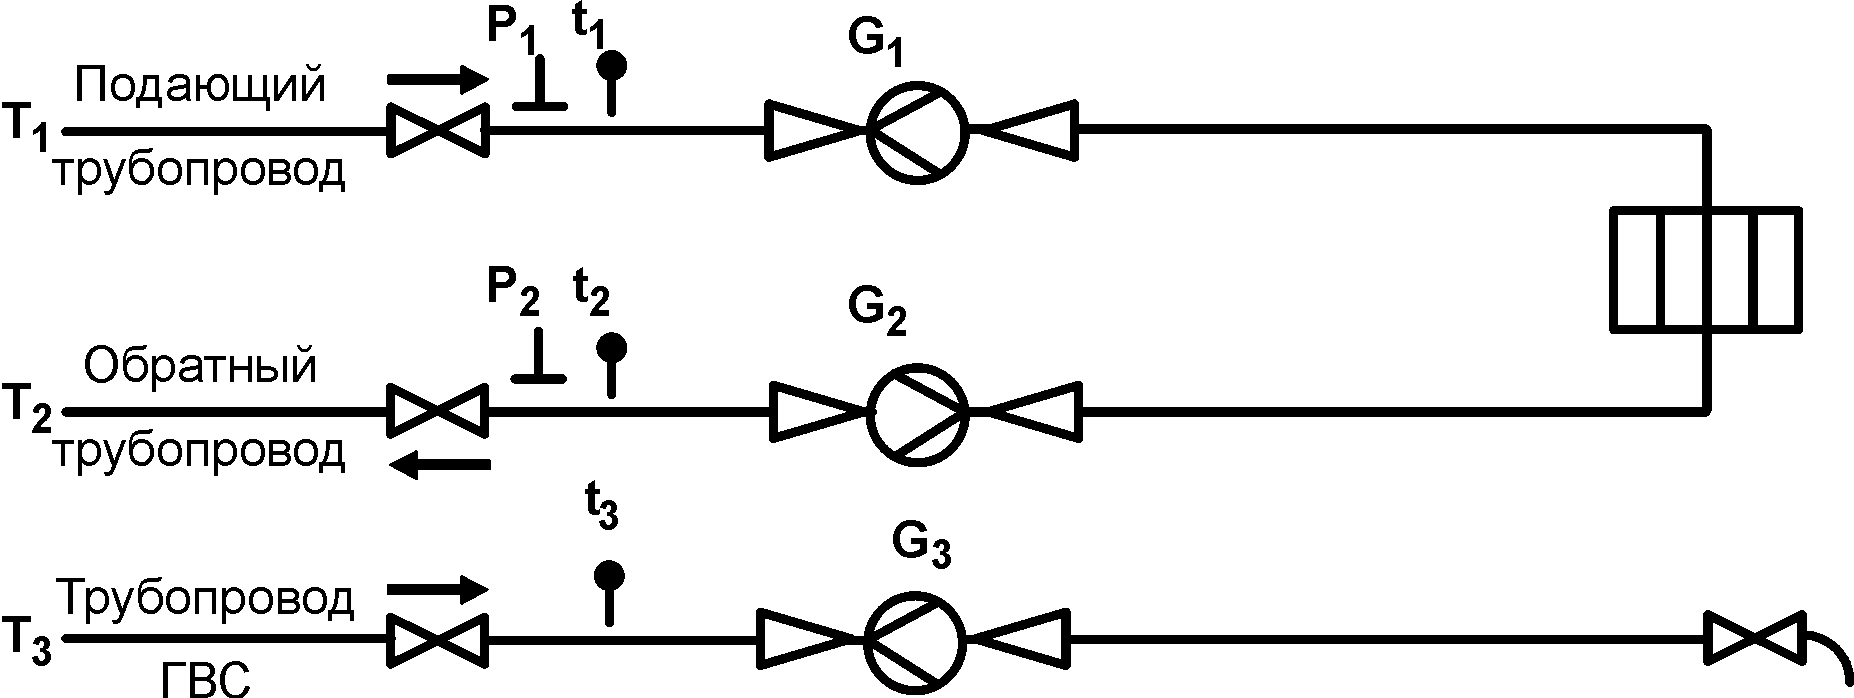 P1 t1 G1
T1 Подающий
трубопровод
P2 t2 G2
T2 Обратный
трубопровод
t3 G3
T3 Трубопровод
ГВС